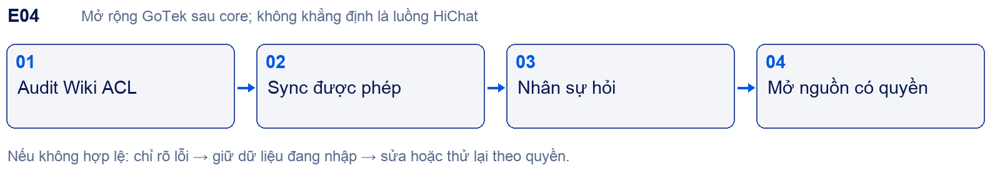 E04 Mở rộng GoTek sau core; không khẳng định là luồng HiChat
01
Audit Wiki ACL
02
Sync được phép
03
Nhân sự hỏi
04
Mở nguồn có quyền
Nếu không hợp lệ: chỉ rõ lỗi → giữ dữ liệu đang nhập → sửa hoặc thử lại theo quyền.